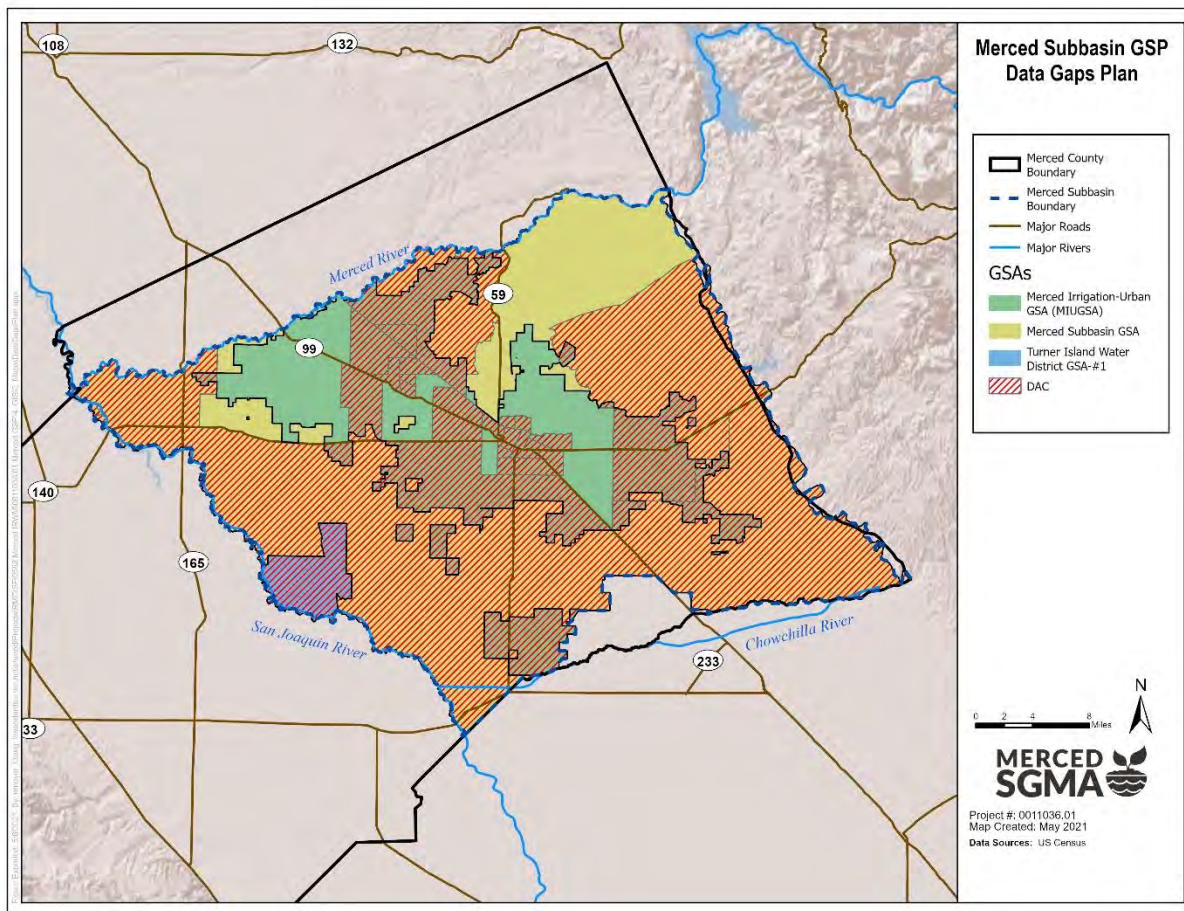 Merced Subbasin GSP
Data Gaps Plan
Merced County
Boundary
Merced Subbasin
Boundary
Major Roads
Major Rivers
GSAs
Merced Irrigation-Urban
GSA (MIUGSA)
Merced Subbasin GSA
Turner Island Water
District GSA-#1
DAC
108
132
Merced River
59
99
140
165
San Joaquin River
Chowchilla River
233
33
N
0 2 4 8
Miles
MERCED
SGMA
Project #: 0011036.01
Map Created: May 2021
Data Sources: US Census